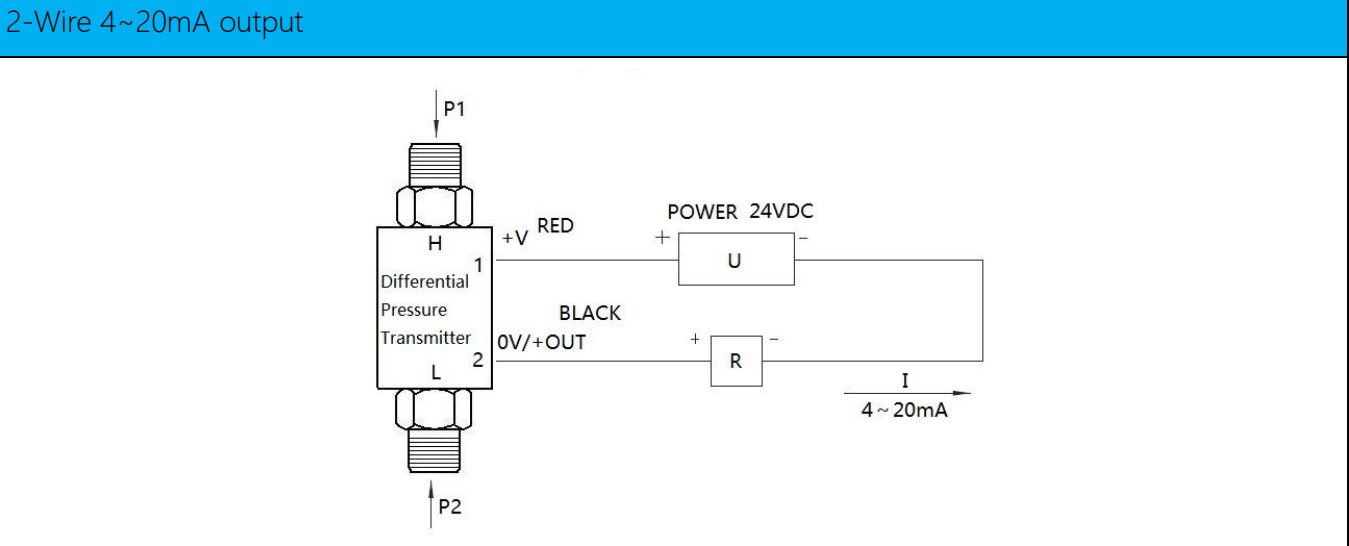 2-Wire 4~20mA output
P1
H
1
Differential
Pressure
Transmitter
2
L
+V RED
POWER 24VDC
+ -
U
BLACK
0V/+OUT
+ -
R
I
4~20mA
P2